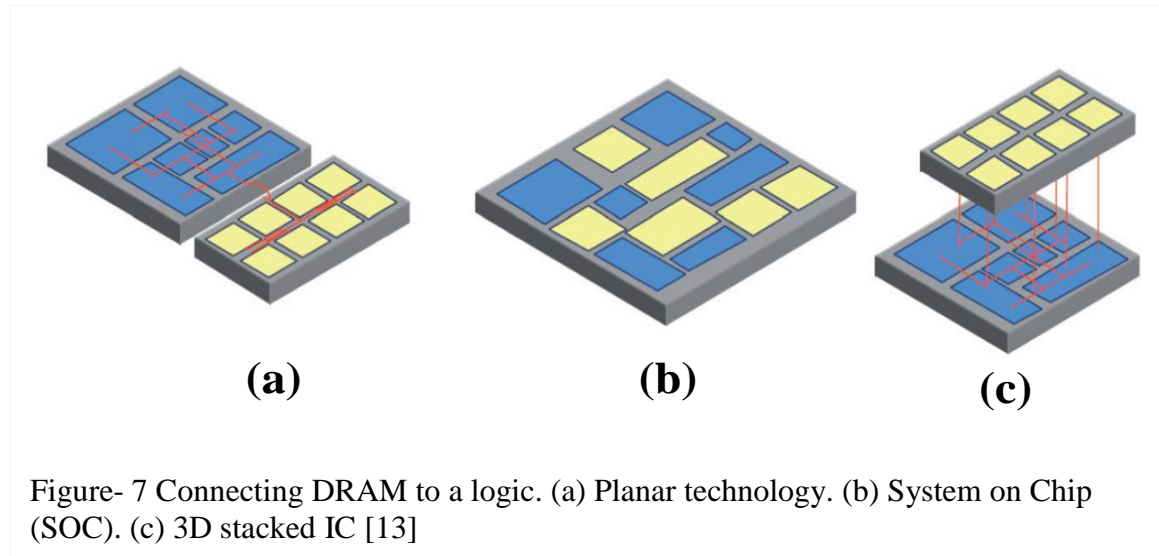 (a)
(b)
(c)
Figure- 7 Connecting DRAM to a logic. (a) Planar technology. (b) System on Chip
(SOC). (c) 3D stacked IC [13]